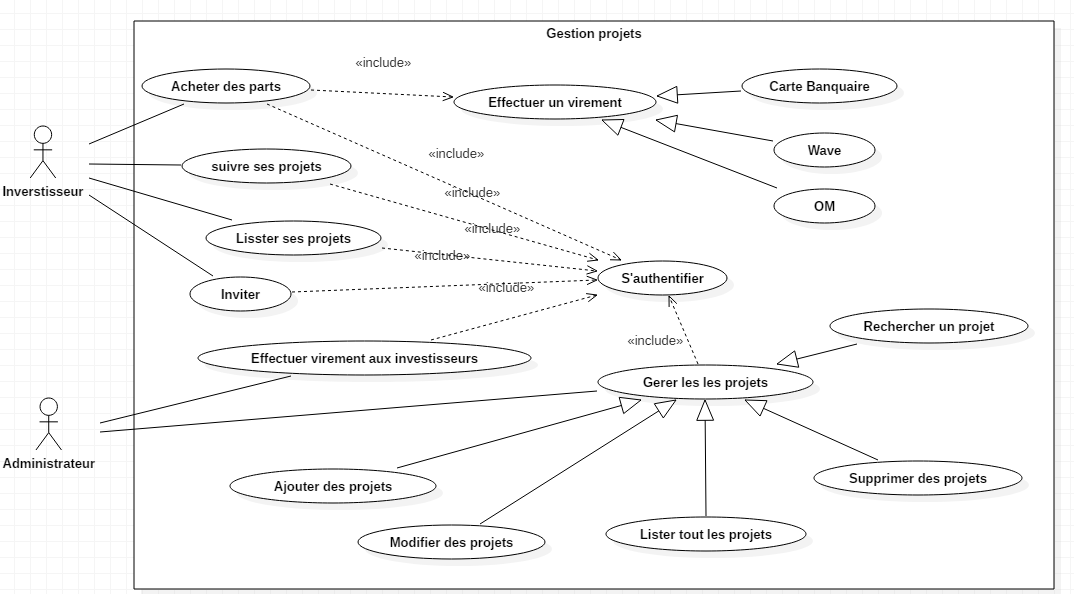 Gestion projets
«include»
Acheter des parts
Effectuer un virement
Carte Banquaire
Wave
«include»
suivre ses projets
Inverstisseur
«include»
OM
«include»
Lisster ses projets
«include»
S'authentifier
Inviter
«include»
Rechercher un projet
«include»
Effectuer virement aux investisseurs
Gerer les les projets
Administrateur
Ajouter des projets
Supprimer des projets
Modifier des projets
Lister tout les projets